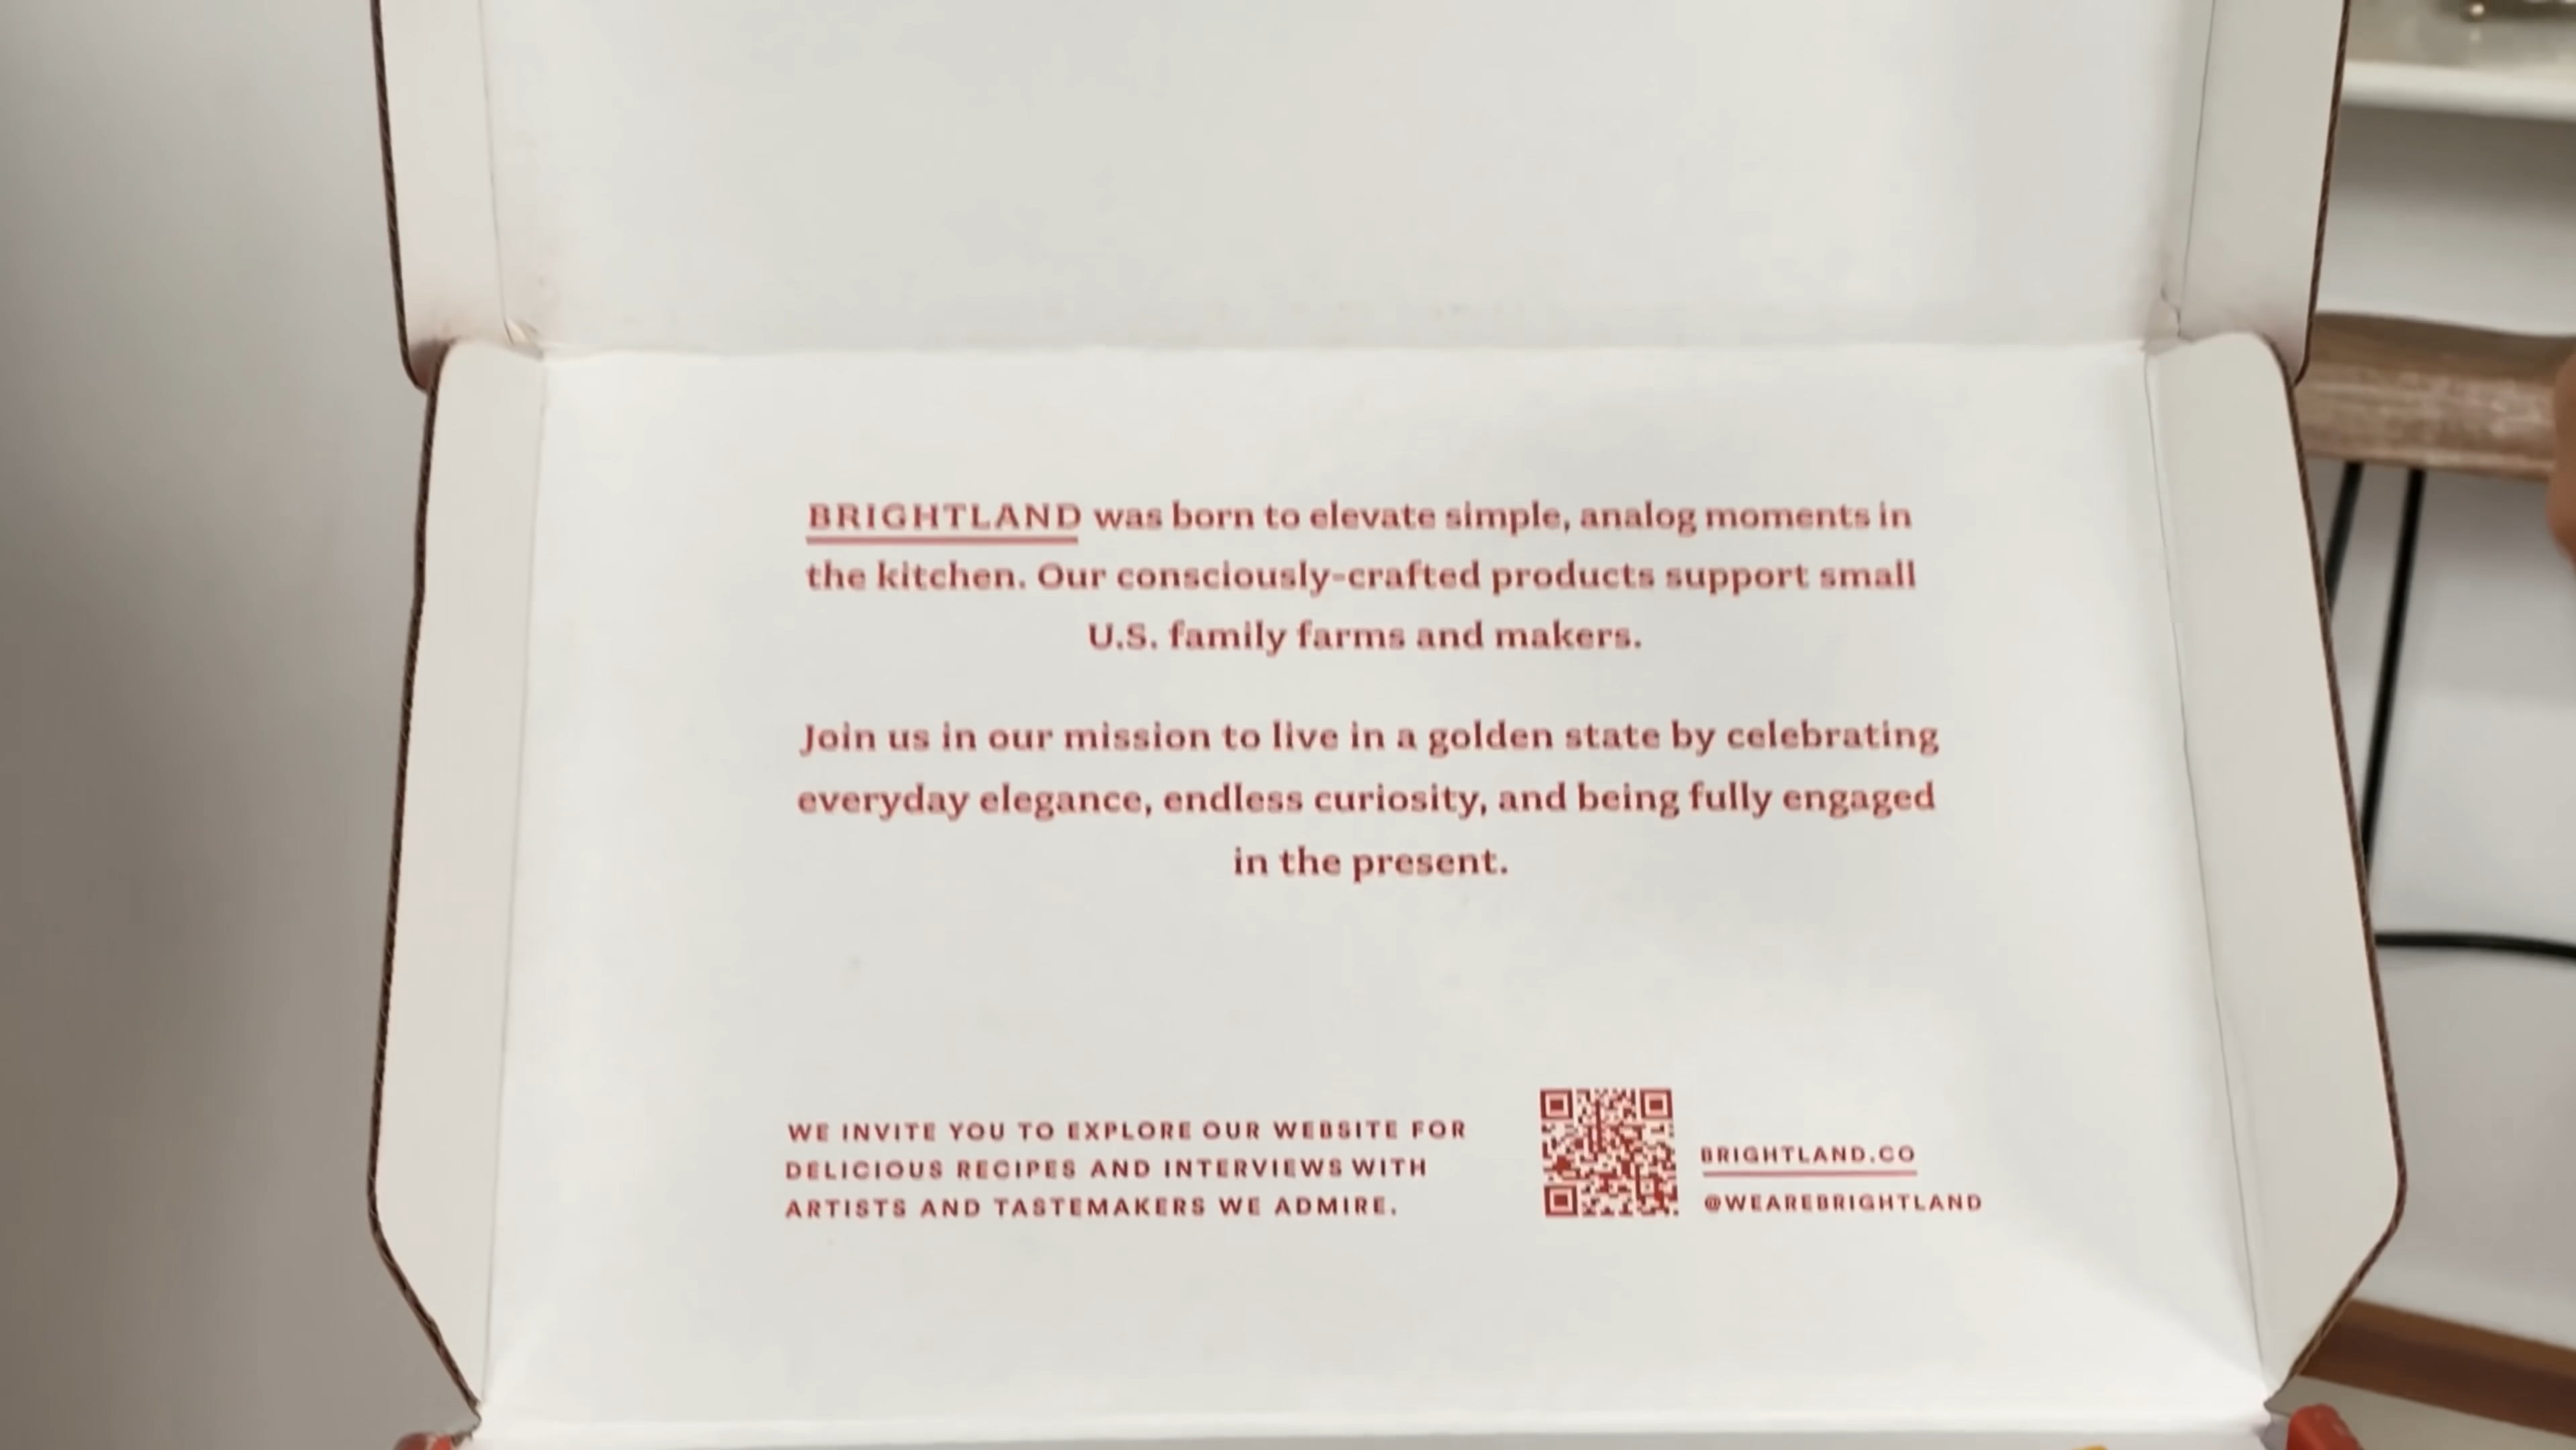 BRIGHTLAND was born to elevate simple, analog moments in
the kitchen. Our consciously-crafted products support small
U.S. family farms and makers.
Join us in our mission to live in a golden state by celebrating
everyday elegance, endless curiosity, and being fully engaged
in the present.
WE INVITE YOU TO EXPLORE OUR WEBSITE FOR
DELICIOUS RECIPES AND INTERVIEWS WITH
ARTISTS AND TASTEMAKERS WE ADMIRE.
BRIGHTLAND.CO
@WEAREBRIGHTLAND